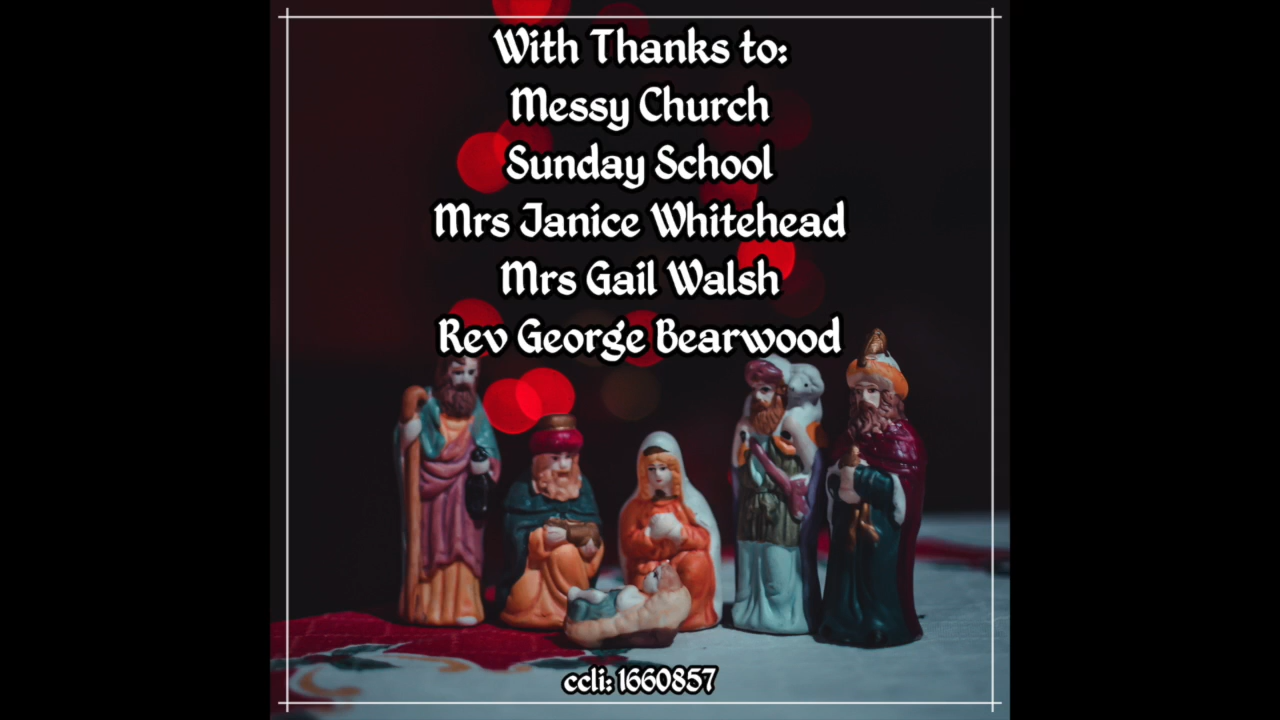 With Thanks to:
Messy Church
Sunday School
Mrs Janice Whitehead
Mrs Gail Walsh
Rev George Bearwood
ccli: 1660857